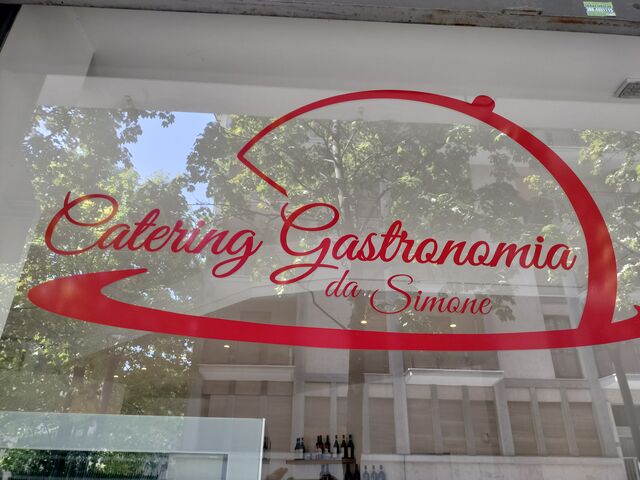 Catering Gastronomia
da Simone